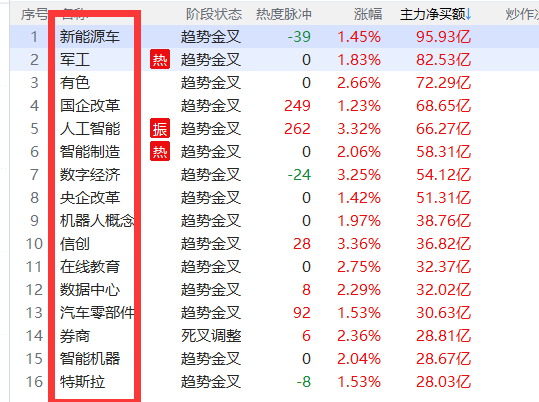 序号 名称 阶段状态 热度脉冲 涨幅 主力净买额↓ 炒作次
1 新能源车 趋势金叉 -39 1.45% 95.93亿
2 军工 热 趋势金叉 0 1.83% 82.53亿
3 有色 趋势金叉 0 2.66% 72.29亿
4 国企改革 趋势金叉 249 1.23% 68.65亿
5 人工智能 振 趋势金叉 262 3.32% 66.27亿
6 智能制造 热 趋势金叉 0 2.06% 58.31亿
7 数字经济 趋势金叉 -24 3.25% 54.12亿
8 央企改革 趋势金叉 0 1.42% 51.31亿
9 机器人概念 趋势金叉 0 1.97% 38.76亿
10 信创 趋势金叉 28 3.36% 36.82亿
11 在线教育 趋势金叉 0 2.75% 32.37亿
12 数据中心 趋势金叉 8 2.29% 32.02亿
13 汽车零部件 趋势金叉 92 1.53% 30.63亿
14 券商 死叉调整 6 2.36% 28.81亿
15 智能机器 趋势金叉 0 2.04% 28.67亿
16 特斯拉 趋势金叉 -8 1.53% 28.03亿